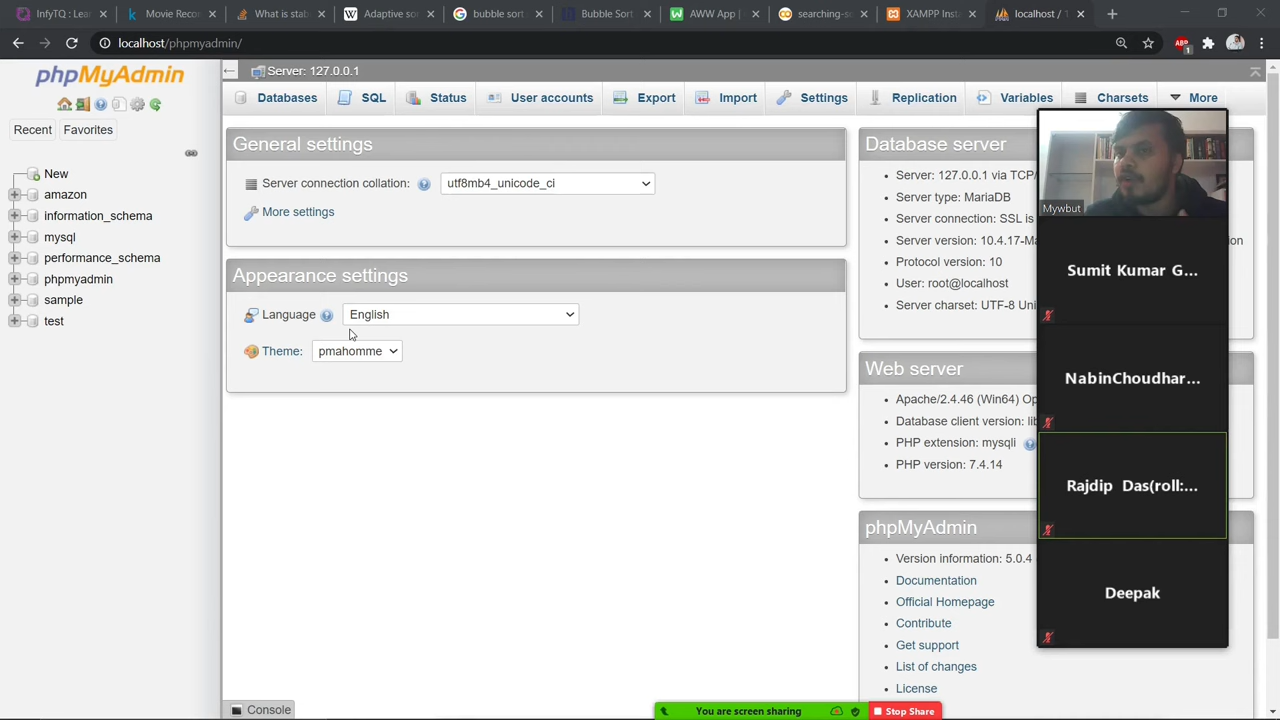 InfyTQ : Lea
Movie Reco
What is stab
Adaptive so
bubble sort
Bubble Sort
AWW App |
searching-so
XAMPP Insta
localhost / 1
localhost/phpmyadmin/
ABP
1
phpMyAdmin
Recent
Favorites
New
amazon
information_schema
mysql
performance_schema
phpmyadmin
sample
test
Server: 127.0.0.1
Databases
SQL
Status
User accounts
Export
Import
Settings
Replication
Variables
Charsets
More
General settings
Server connection collation:
utf8mb4_unicode_ci
More settings
Appearance settings
Language
English
Theme:
pmahomme
Console
Database server
Server: 127.0.0.1 via TCP/
Server type: MariaDB
Server connection: SSL is
Server version: 10.4.17-Ma
nary distribution
Protocol version: 10
User: root@localhost
Server charset: UTF-8 Uni
Web server
Apache/2.4.46 (Win64) Op
Database client version: lib
PHP extension: mysqli
PHP version: 7.4.14
phpMyAdmin
Version information: 5.0.4
Documentation
Official Homepage
Contribute
Get support
List of changes
License
Mywbut
Sumit Kumar G...
NabinChoudhar...
Rajdip Das(roll:...
Deepak
You are screen sharing
Stop Share